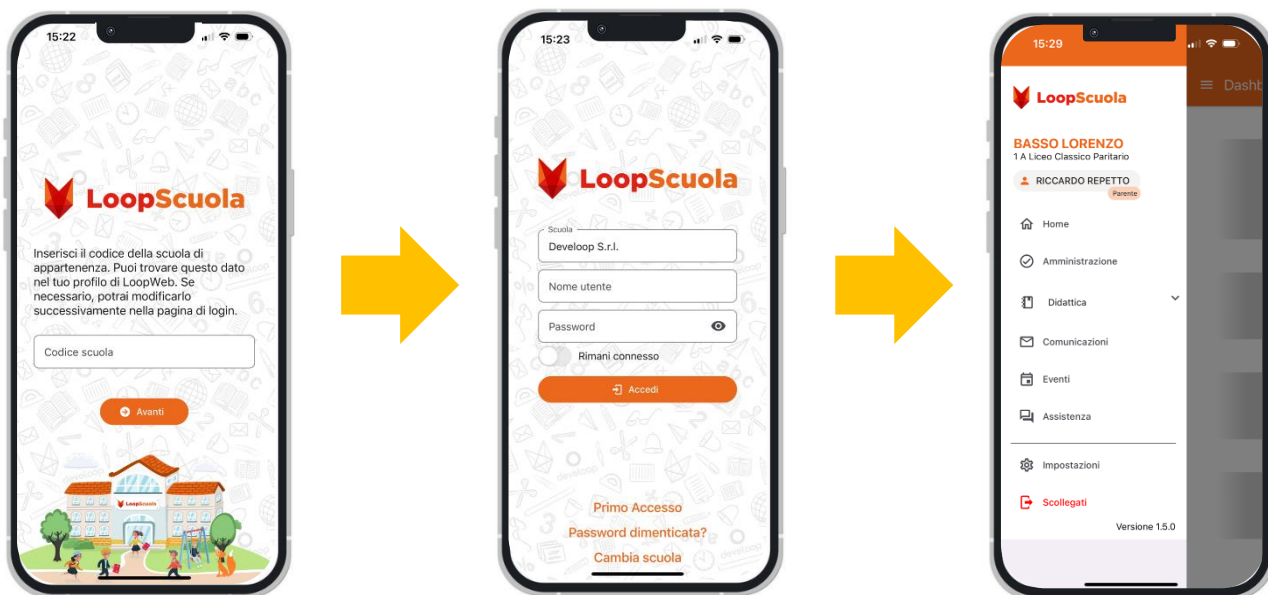 15:22
LoopScuola
Inserisci il codice della scuola di
appartenenza. Puoi trovare questo dato
nel tuo profilo di LoopWeb. Se
necessario, potrai modificarlo
successivamente nella pagina di login.
Codice scuola
Avanti
LoopScuola
15:23
LoopScuola
Scuola
Develoop S.r.l.
Nome utente
Password
Rimani connesso
Accedi
Primo Accesso
Password dimenticata?
Cambia scuola
15:29
Dashb
LoopScuola
BASSO LORENZO
1 A Liceo Classico Paritario
RICCARDO REPETTO
Parente
Home
Amministrazione
Didattica
Comunicazioni
Eventi
Assistenza
Impostazioni
Scollegati
Versione 1.5.0